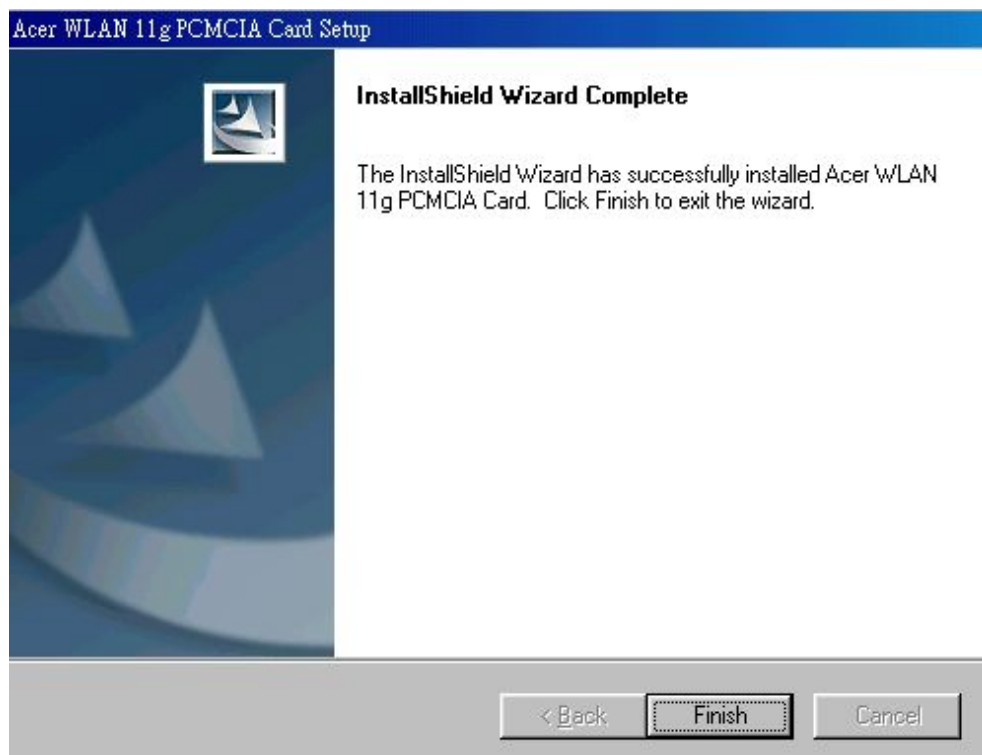 Acer WLAN 11g PCMCIA Card Setup
InstallShield Wizard Complete
The InstallShield Wizard has successfully installed Acer WLAN
11g PCMCIA Card. Click Finish to exit the wizard.
< Back
Finish
Cancel